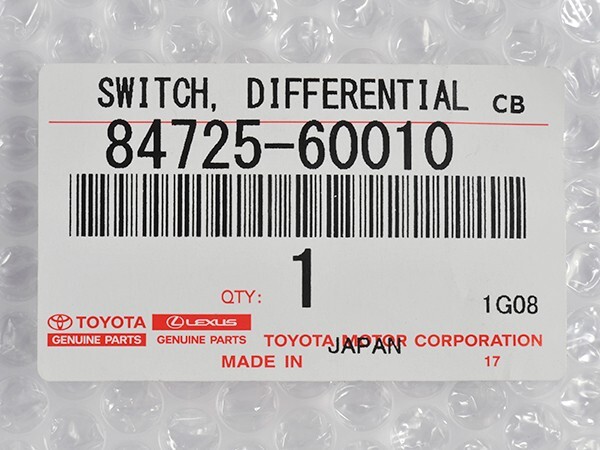 SWITCH, DIFFERENTIAL CB
84725-60010
QTY: 1
1G08
TOYOTA LEXUS TOYOTA MOTOR CORPORATION
GENUINE PARTS GENUINE PARTS
MADE IN JAPAN 17